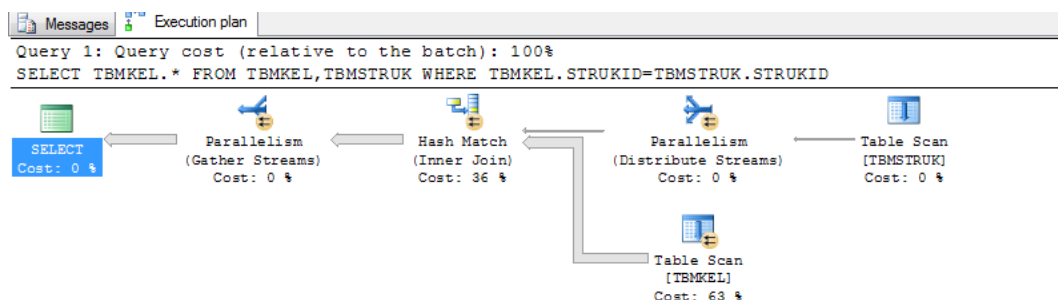 Messages Execution plan
Query 1: Query cost (relative to the batch): 100%
SELECT TBMKEL.* FROM TBMKEL,TBMSTRUK WHERE TBMKEL.STRUKID=TBMSTRUK.STRUKID
SELECT
Cost: 0 %
Parallelism
(Gather Streams)
Cost: 0 %
Hash Match
(Inner Join)
Cost: 36 %
Parallelism
(Distribute Streams)
Cost: 0 %
Table Scan
[TBMSTRUK]
Cost: 0 %
Table Scan
[TBMKEL]
Cost: 63 %